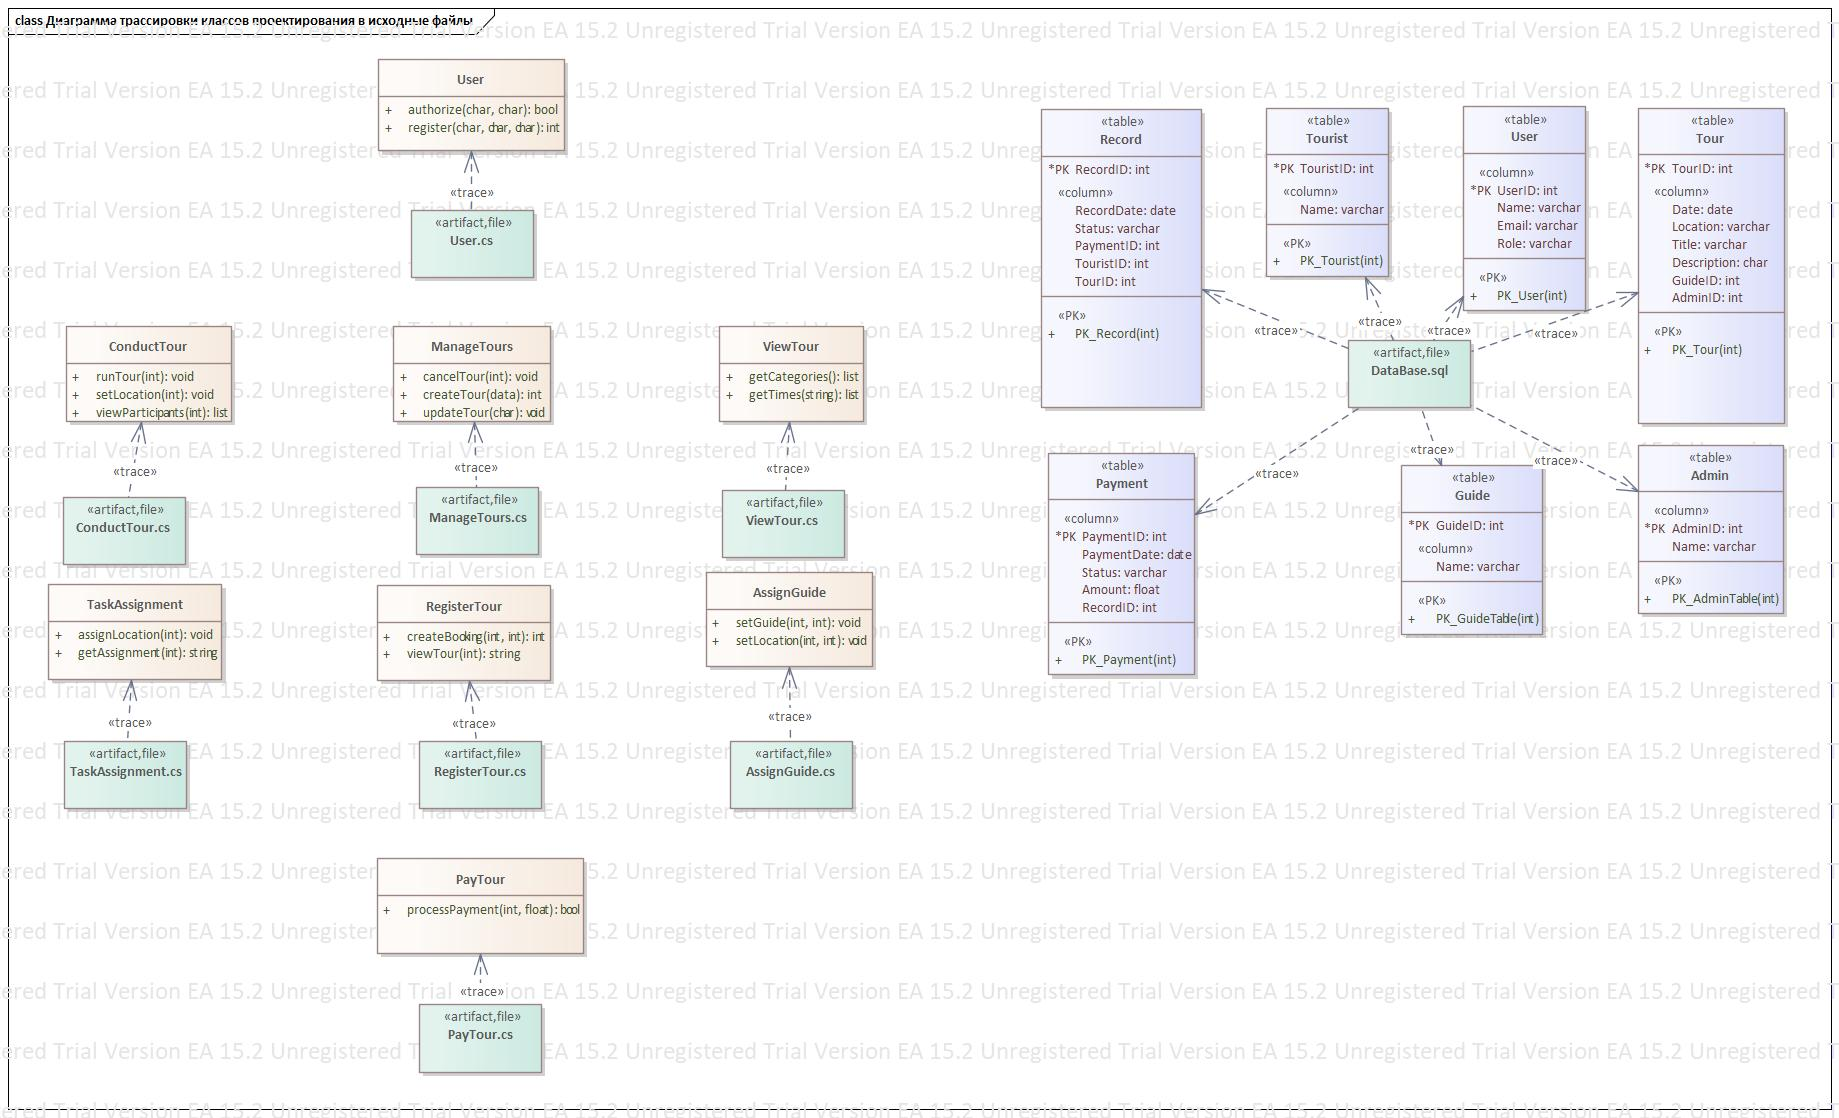 class Диаграмма трассировки классов проектирования в исходные файлы
User
+ authorize(char, char): bool
+ register(char, char, char): int
«trace»
«artifact,file»
User.cs
ConductTour
+ runTour(int): void
+ setLocation(int): void
+ viewParticipants(int): list
«trace»
«artifact,file»
ConductTour.cs
ManageTours
+ cancelTour(int): void
+ createTour(data): int
+ updateTour(char): void
«trace»
«artifact,file»
ManageTours.cs
ViewTour
+ getCategories(): list
+ getTimes(string): list
«trace»
«artifact,file»
ViewTour.cs
TaskAssignment
+ assignLocation(int): void
+ getAssignment(int): string
«trace»
«artifact,file»
TaskAssignment.cs
RegisterTour
+ createBooking(int, int): int
+ viewTour(int): string
«trace»
«artifact,file»
RegisterTour.cs
AssignGuide
+ setGuide(int, int): void
+ setLocation(int, int): void
«trace»
«artifact,file»
AssignGuide.cs
PayTour
+ processPayment(int, float): bool
«trace»
«artifact,file»
PayTour.cs
«table»
Record
*PK RecordID: int
«column»
RecordDate: date
Status: varchar
PaymentID: int
TouristID: int
TourID: int
«PK»
+ PK_Record(int)
«table»
Tourist
*PK TouristID: int
«column»
Name: varchar
«PK»
+ PK_Tourist(int)
«table»
User
«column»
*PK UserID: int
Name: varchar
Email: varchar
Role: varchar
«PK»
+ PK_User(int)
«table»
Tour
*PK TourID: int
«column»
Date: date
Location: varchar
Title: varchar
Description: char
GuideID: int
AdminID: int
«PK»
+ PK_Tour(int)
«trace»
«trace»
«trace»
«trace»
«artifact,file»
DataBase.sql
«trace»
«trace»
«trace»
«table»
Payment
«column»
*PK PaymentID: int
PaymentDate: date
Status: varchar
Amount: float
RecordID: int
«PK»
+ PK_Payment(int)
«table»
Guide
*PK GuideID: int
«column»
Name: varchar
«PK»
+ PK_GuideTable(int)
«table»
Admin
«column»
*PK AdminID: int
Name: varchar
«PK»
+ PK_AdminTable(int)
Unregistered Trial Version EA 15.2